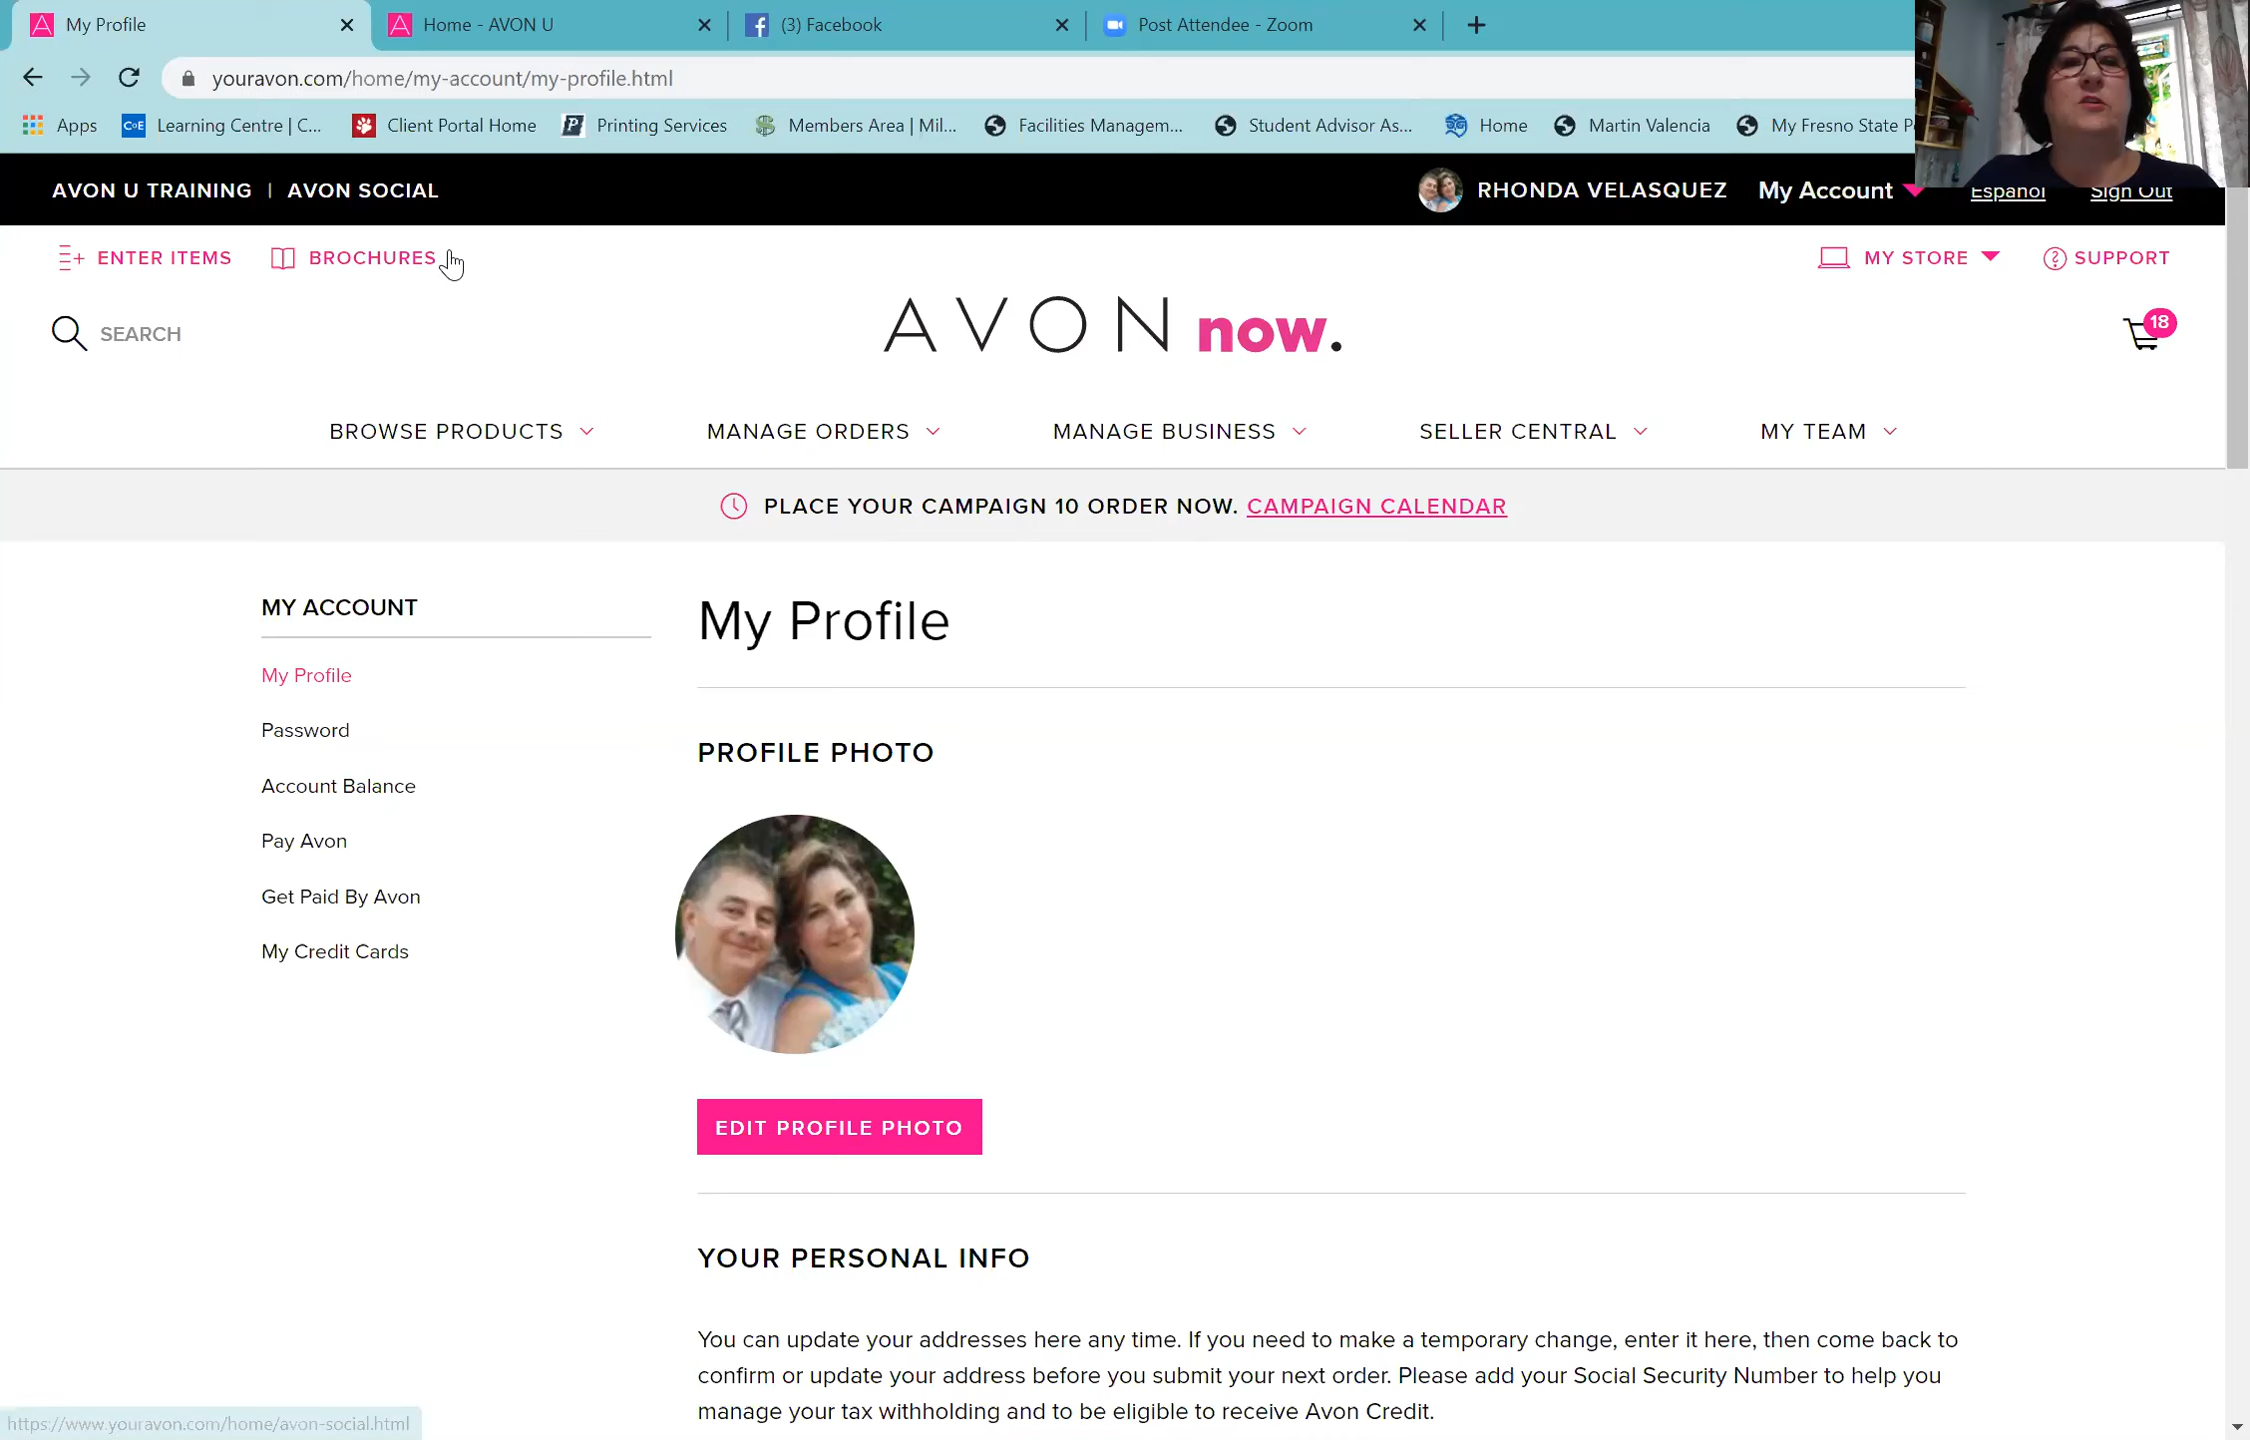 My Profile
Home - AVON U
(3) Facebook
Post Attendee - Zoom
youravon.com/home/my-account/my-profile.html
Apps
CoE Learning Centre | C...
Client Portal Home
P Printing Services
Members Area | Mil...
Facilities Managem...
Student Advisor As...
Home
Martin Valencia
My Fresno State P
AVON U TRAINING | AVON SOCIAL
RHONDA VELASQUEZ
My Account
Español
Sign Out
ENTER ITEMS
BROCHURES
MY STORE
? SUPPORT
SEARCH
AVON now.
18
BROWSE PRODUCTS
MANAGE ORDERS
MANAGE BUSINESS
SELLER CENTRAL
MY TEAM
PLACE YOUR CAMPAIGN 10 ORDER NOW. CAMPAIGN CALENDAR
MY ACCOUNT
My Profile
Password
Account Balance
Pay Avon
Get Paid By Avon
My Credit Cards
My Profile
PROFILE PHOTO
EDIT PROFILE PHOTO
YOUR PERSONAL INFO
You can update your addresses here any time. If you need to make a temporary change, enter it here, then come back to
confirm or update your address before you submit your next order. Please add your Social Security Number to help you
manage your tax withholding and to be eligible to receive Avon Credit.
https://www.youravon.com/home/avon-social.html